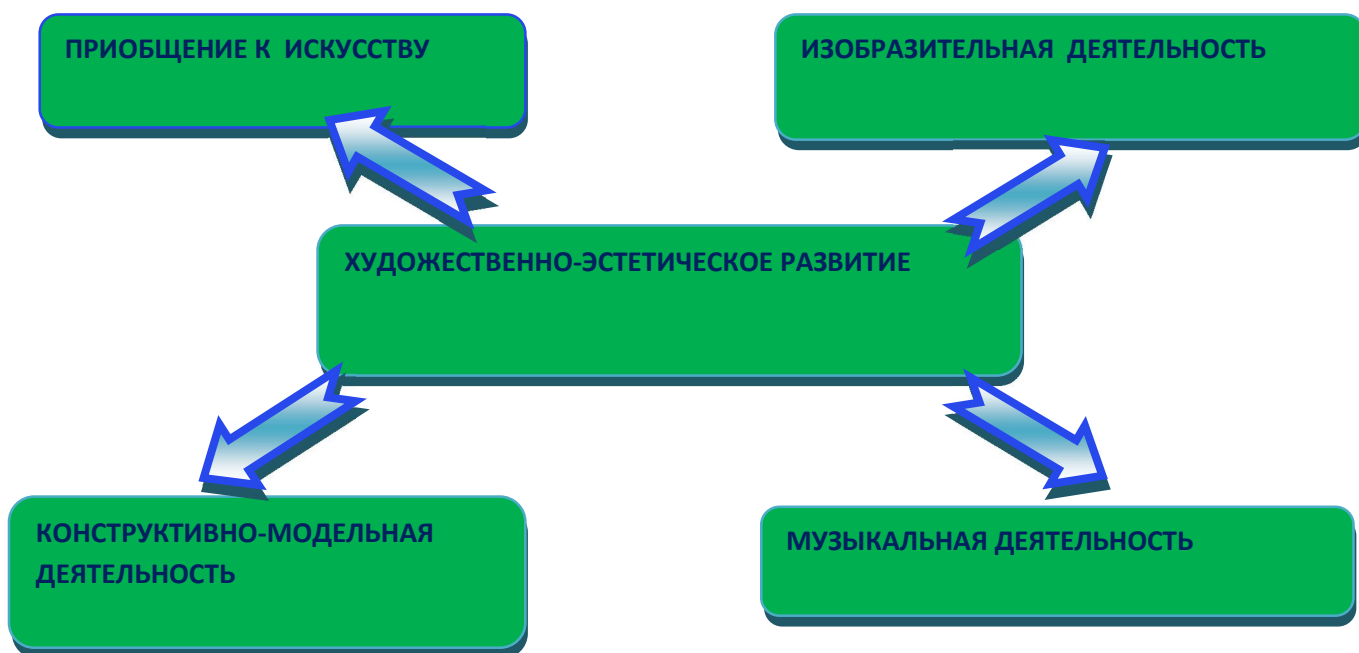 ПРИОБЩЕНИЕ К ИСКУССТВУ
ИЗОБРАЗИТЕЛЬНАЯ ДЕЯТЕЛЬНОСТЬ
ХУДОЖЕСТВЕННО-ЭСТЕТИЧЕСКОЕ РАЗВИТИЕ
КОНСТРУКТИВНО-МОДЕЛЬНАЯ
ДЕЯТЕЛЬНОСТЬ
МУЗЫКАЛЬНАЯ ДЕЯТЕЛЬНОСТЬ